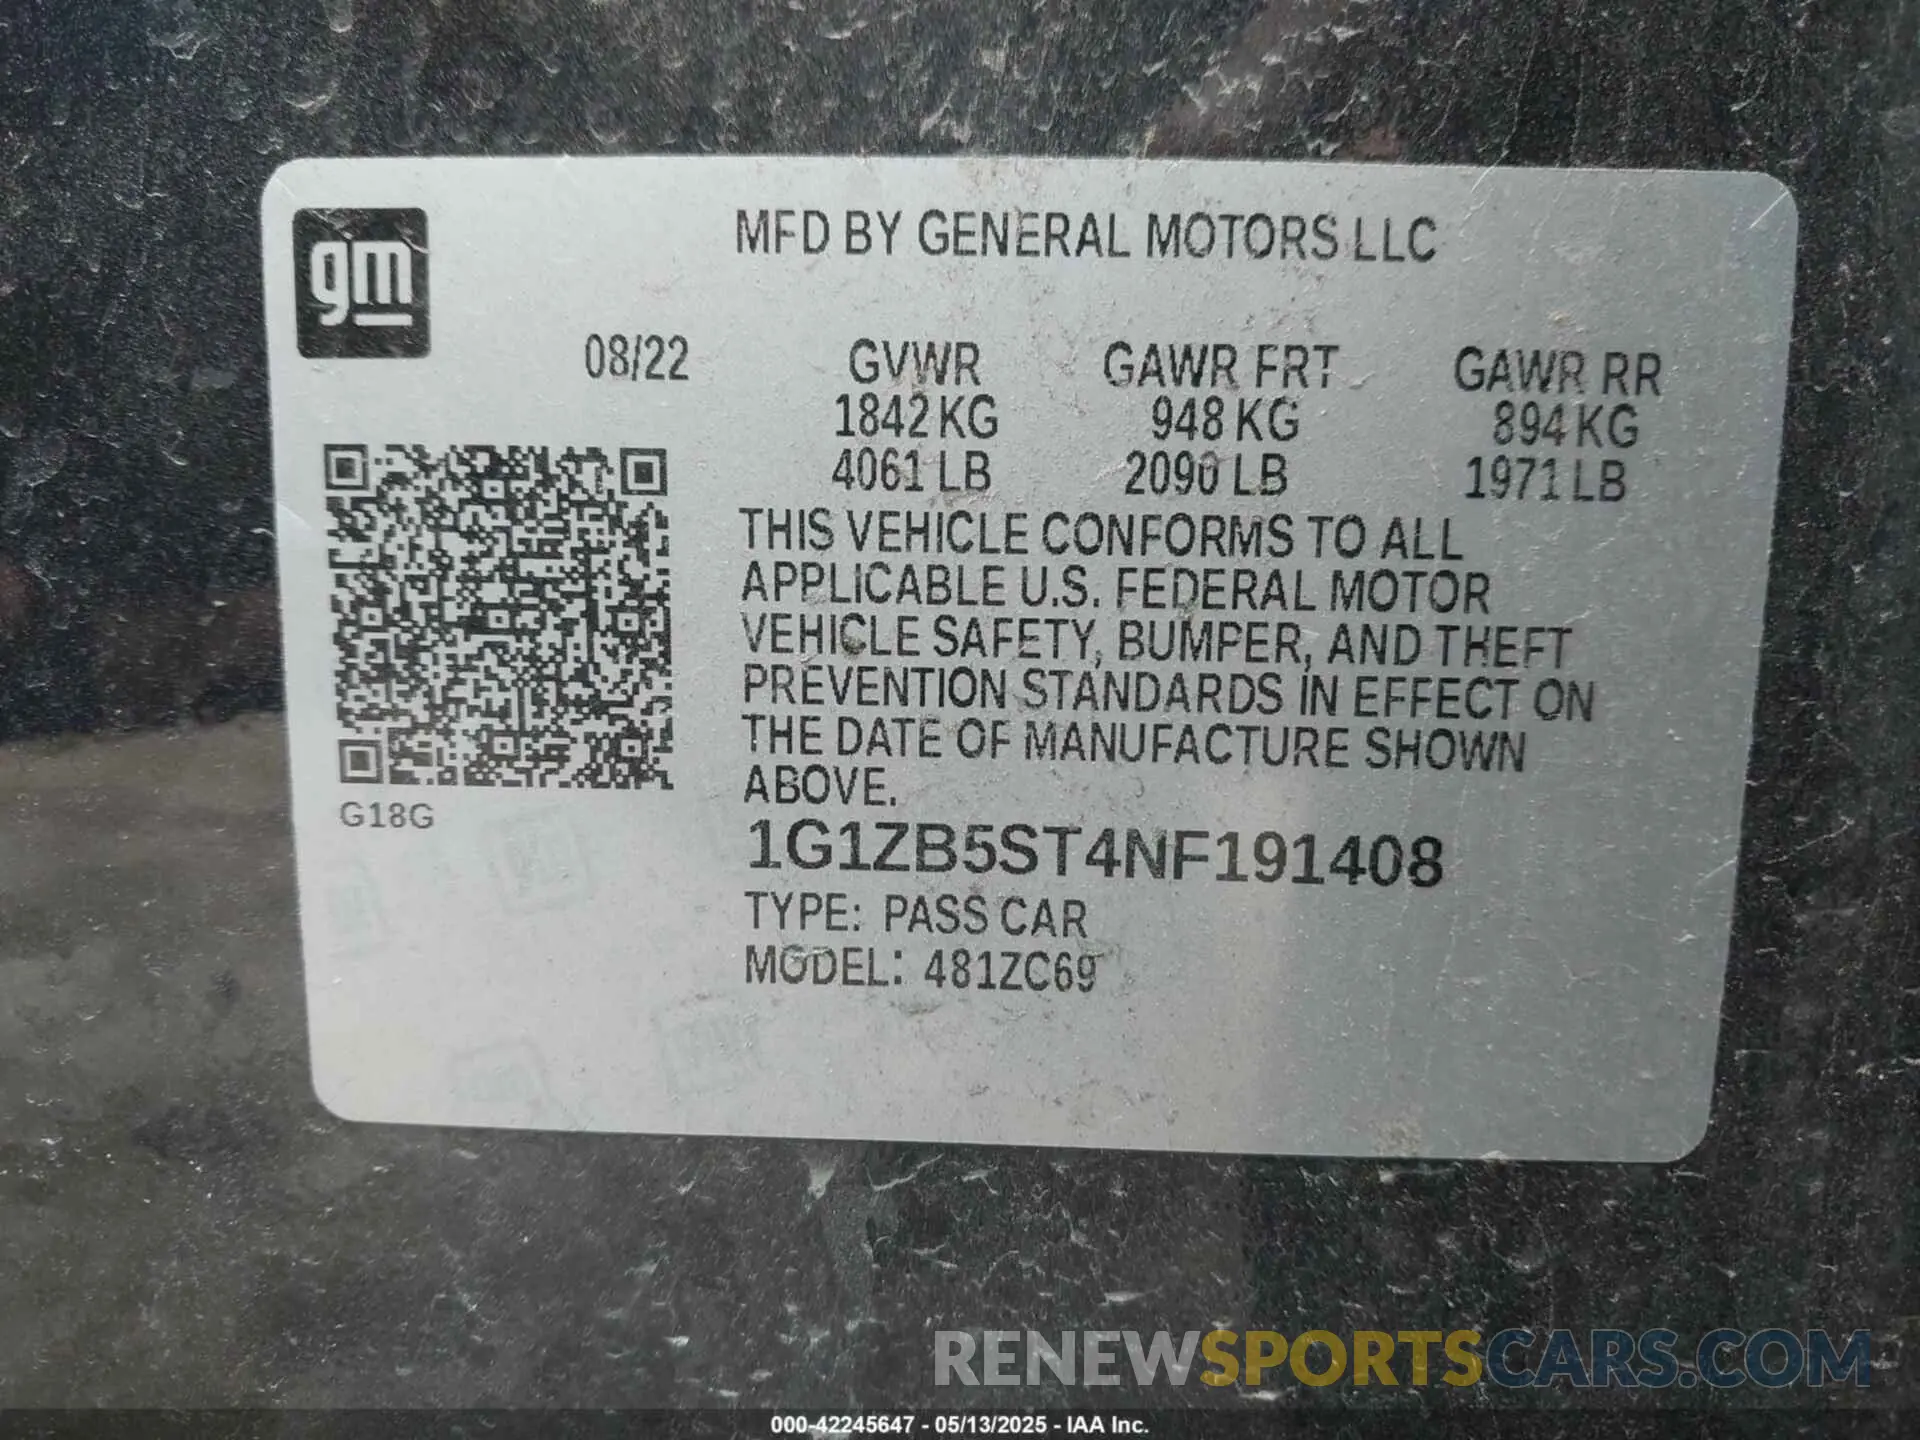 gm
MFD BY GENERAL MOTORS LLC
08/22 GVWR GAWR FRT GAWR RR
1842 KG 948 KG 894 KG
4061 LB 2090 LB 1971 LB
THIS VEHICLE CONFORMS TO ALL
APPLICABLE U.S. FEDERAL MOTOR
VEHICLE SAFETY, BUMPER, AND THEFT
PREVENTION STANDARDS IN EFFECT ON
THE DATE OF MANUFACTURE SHOWN
ABOVE.
G18G
1G1ZB5ST4NF191408
TYPE: PASS CAR
MODEL: 481ZC69
RENEWSPORTSCARS.COM
000-42245647 - 05/13/2025 - IAA Inc.